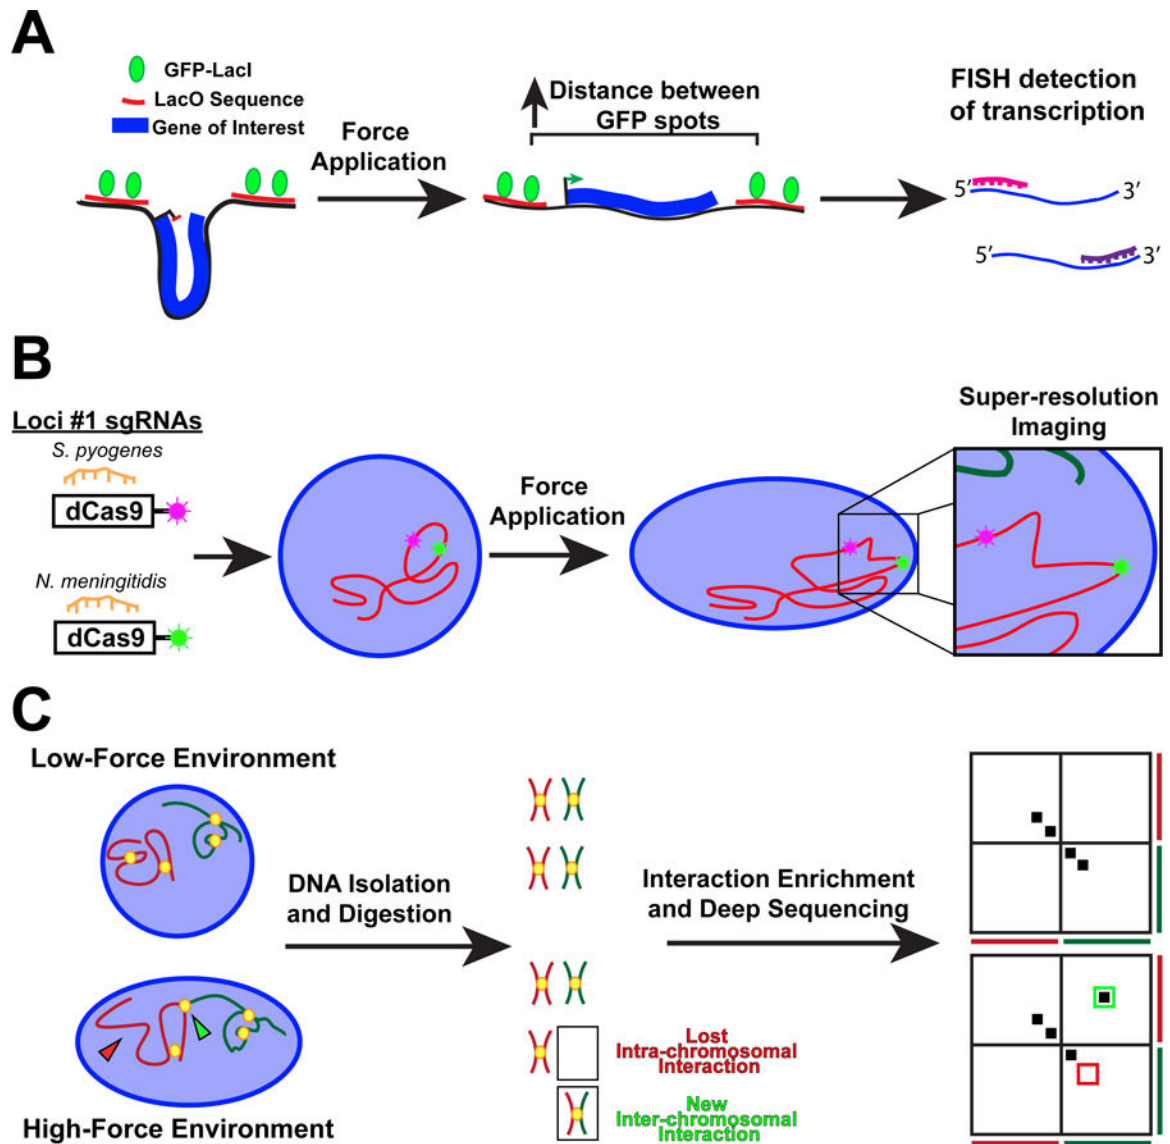 A
GFP-LacI
LacO Sequence
Gene of Interest
Force
Application
Distance between
GFP spots
FISH detection
of transcription
5′
3′
5′
3′
B
Loci #1 sgRNAs
S. pyogenes
dCas9
N. meningitidis
dCas9
Force
Application
Super-resolution
Imaging
C
Low-Force Environment
High-Force Environment
DNA Isolation
and Digestion
Interaction Enrichment
and Deep Sequencing
Lost
Intra-chromosomal
Interaction
New
Inter-chromosomal
Interaction